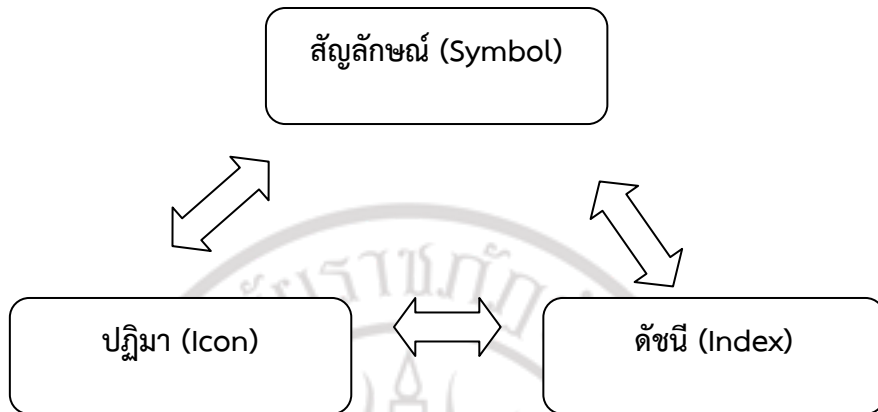 สัญลักษณ์ (Symbol)
ปฏิมา (Icon)
ดัชนี (Index)